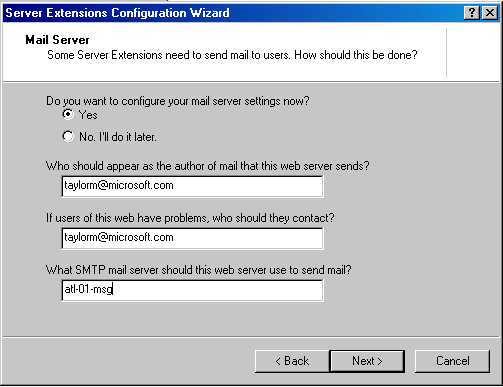 Server Extensions Configuration Wizard
Mail Server
Some Server Extensions need to send mail to users. How should this be done?
Do you want to configure your mail server settings now?
Yes
No. I'll do it later.
Who should appear as the author of mail that this web server sends?
taylorm@microsoft.com
If users of this web have problems, who should they contact?
taylorm@microsoft.com
What SMTP mail server should this web server use to send mail?
atl-01-msg
< Back
Next >
Cancel